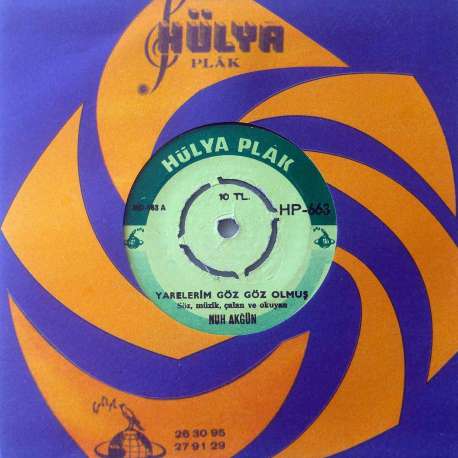 HÜLYA
PLÂK
HÜLYA PLÂK
10 TL.
HP-663 A
HP-663
YARELERİM GÖZ GÖZ OLMUŞ
Söz, müzik, çalan ve okuyan
NUH AKGÜN
26 30 95
27 91 29